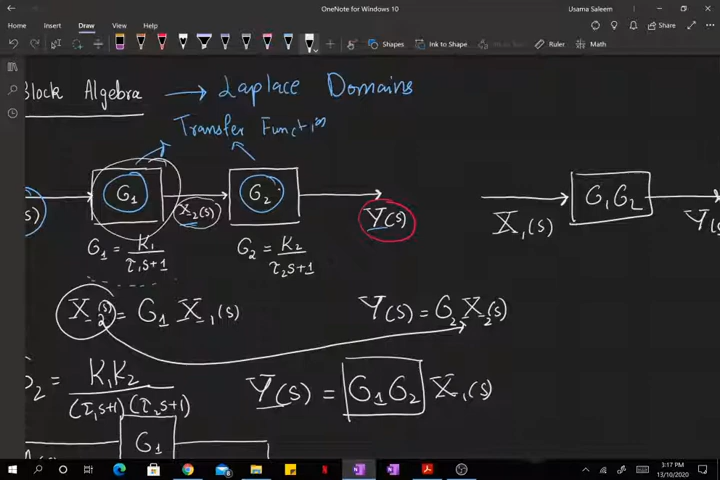 OneNote for Windows 10
Usama Saleem
Home Insert Draw View Help
Share
Shapes Ink to Shape Ruler Math
Block Algebra → Laplace Domains
Transfer Functions
(s) G₁ X₂(s) G₂ Y(s)
X₁(s) G₁G₂ Y(s
G₁ = K₁/(τ₁s+1) G₂ = K₂/(τ₂s+1)
X₂(s) = G₁ X₁(s) Y(s) = G₂ X₂(s)
G₂ = K₁K₂/((τ₁s+1)(τ₂s+1)) Y(s) = G₁G₂ X₁(s)
G₁
3:17 PM
13/10/2020